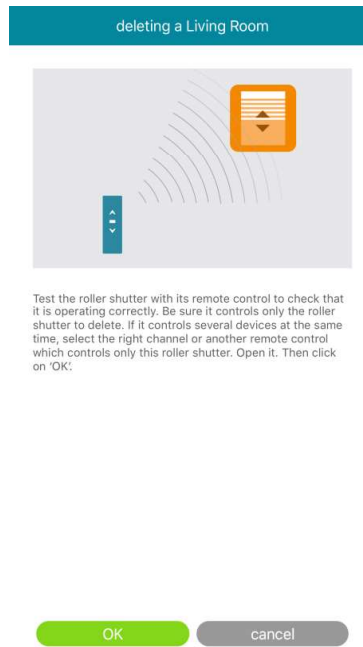 deleting a Living Room
Test the roller shutter with its remote control to check that
it is operating correctly. Be sure it controls only the roller
shutter to delete. If it controls several devices at the same
time, select the right channel or another remote control
which controls only this roller shutter. Open it. Then click
on ‘OK’.
OK
cancel